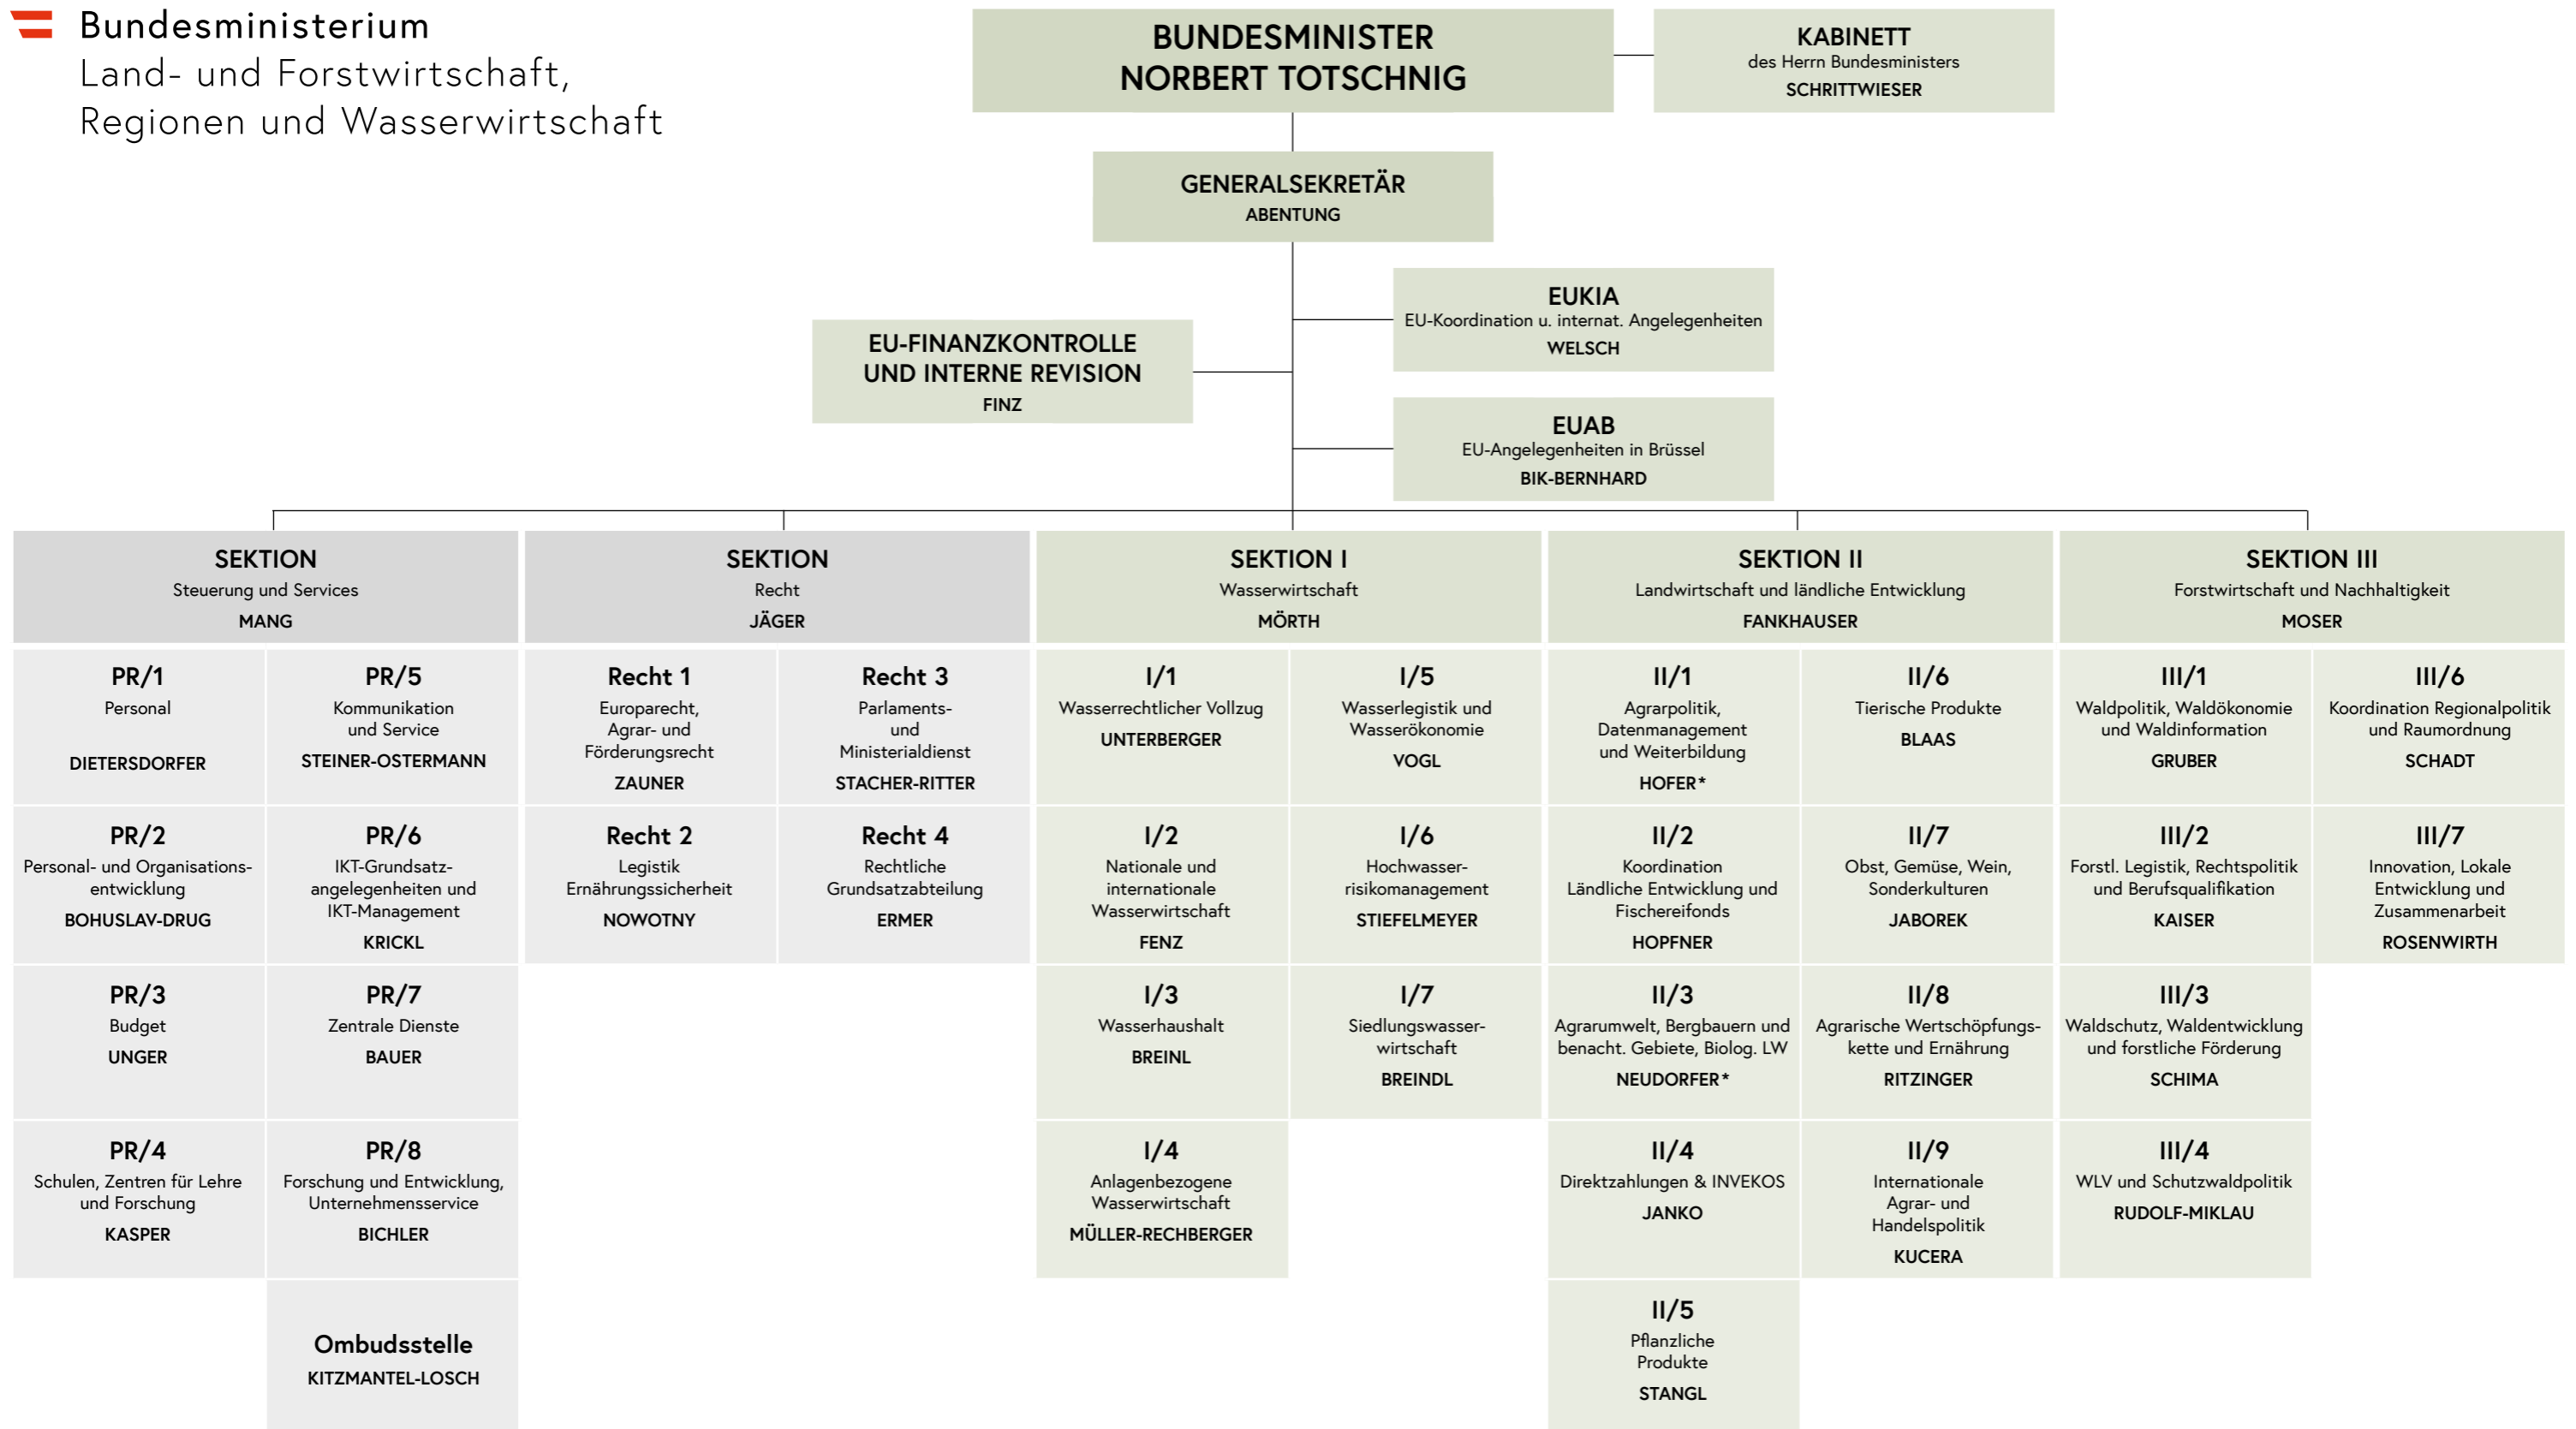 Bundesministerium
Land- und Forstwirtschaft,
Regionen und Wasserwirtschaft
BUNDESMINISTER
NORBERT TOTSCHNIG
KABINETT
des Herrn Bundesministers
SCHRITTWIESER
GENERALSEKRETÄR
ABENTUNG
EUKIA
EU-Koordination u. internat. Angelegenheiten
WELSCH
EU-FINANZKONTROLLE
UND INTERNE REVISION
FINZ
EUAB
EU-Angelegenheiten in Brüssel
BIK-BERNHARD
SEKTION
Steuerung und Services
MANG
PR/1
Personal
DIETERSDORFER
PR/5
Kommunikation
und Service
STEINER-OSTERMANN
PR/2
Personal- und Organisations-
entwicklung
BOHUSLAV-DRUG
PR/6
IKT-Grundsatz-
angelegenheiten und
IKT-Management
KRICKL
PR/3
Budget
UNGER
PR/7
Zentrale Dienste
BAUER
PR/4
Schulen, Zentren für Lehre
und Forschung
KASPER
PR/8
Forschung und Entwicklung,
Unternehmensservice
BICHLER
Ombudsstelle
KITZMANTEL-LOSCH
SEKTION
Recht
JÄGER
Recht 1
Europarecht,
Agrar- und
Förderungsrecht
ZAUNER
Recht 3
Parlaments-
und
Ministerialdienst
STACHER-RITTER
Recht 2
Legistik
Ernährungssicherheit
NOWOTNY
Recht 4
Rechtliche
Grundsatzabteilung
ERMER
SEKTION I
Wasserwirtschaft
MÖRTH
I/1
Wasserrechtlicher Vollzug
UNTERBERGER
I/5
Wasserlegistik und
Wasserökonomie
VOGL
I/2
Nationale und
internationale
Wasserwirtschaft
FENZ
I/6
Hochwasser-
risikomanagement
STIEFELMEYER
I/3
Wasserhaushalt
BREINL
I/7
Siedlungswasser-
wirtschaft
BREINDL
I/4
Anlagenbezogene
Wasserwirtschaft
MÜLLER-RECHBERGER
SEKTION II
Landwirtschaft und ländliche Entwicklung
FANKHAUSER
II/1
Agrarpolitik,
Datenmanagement
und Weiterbildung
HOFER*
II/6
Tierische Produkte
BLAAS
II/2
Koordination
Ländliche Entwicklung und
Fischereifonds
HOPFNER
II/7
Obst, Gemüse, Wein,
Sonderkulturen
JABOREK
II/3
Agrarumwelt, Bergbauern und
benacht. Gebiete, Biolog. LW
NEUDORFER*
II/8
Agrarische Wertschöpfungs-
kette und Ernährung
RITZINGER
II/4
Direktzahlungen & INVEKOS
JANKO
II/9
Internationale
Agrar- und
Handelspolitik
KUCERA
II/5
Pflanzliche
Produkte
STANGL
SEKTION III
Forstwirtschaft und Nachhaltigkeit
MOSER
III/1
Waldpolitik, Waldökonomie
und Waldinformation
GRUBER
III/6
Koordination Regionalpolitik
und Raumordnung
SCHADT
III/2
Forstl. Legistik, Rechtspolitik
und Berufsqualifikation
KAISER
III/7
Innovation, Lokale
Entwicklung und
Zusammenarbeit
ROSENWIRTH
III/3
Waldschutz, Waldentwicklung
und forstliche Förderung
SCHIMA
III/4
WLV und Schutzwaldpolitik
RUDOLF-MIKLAU